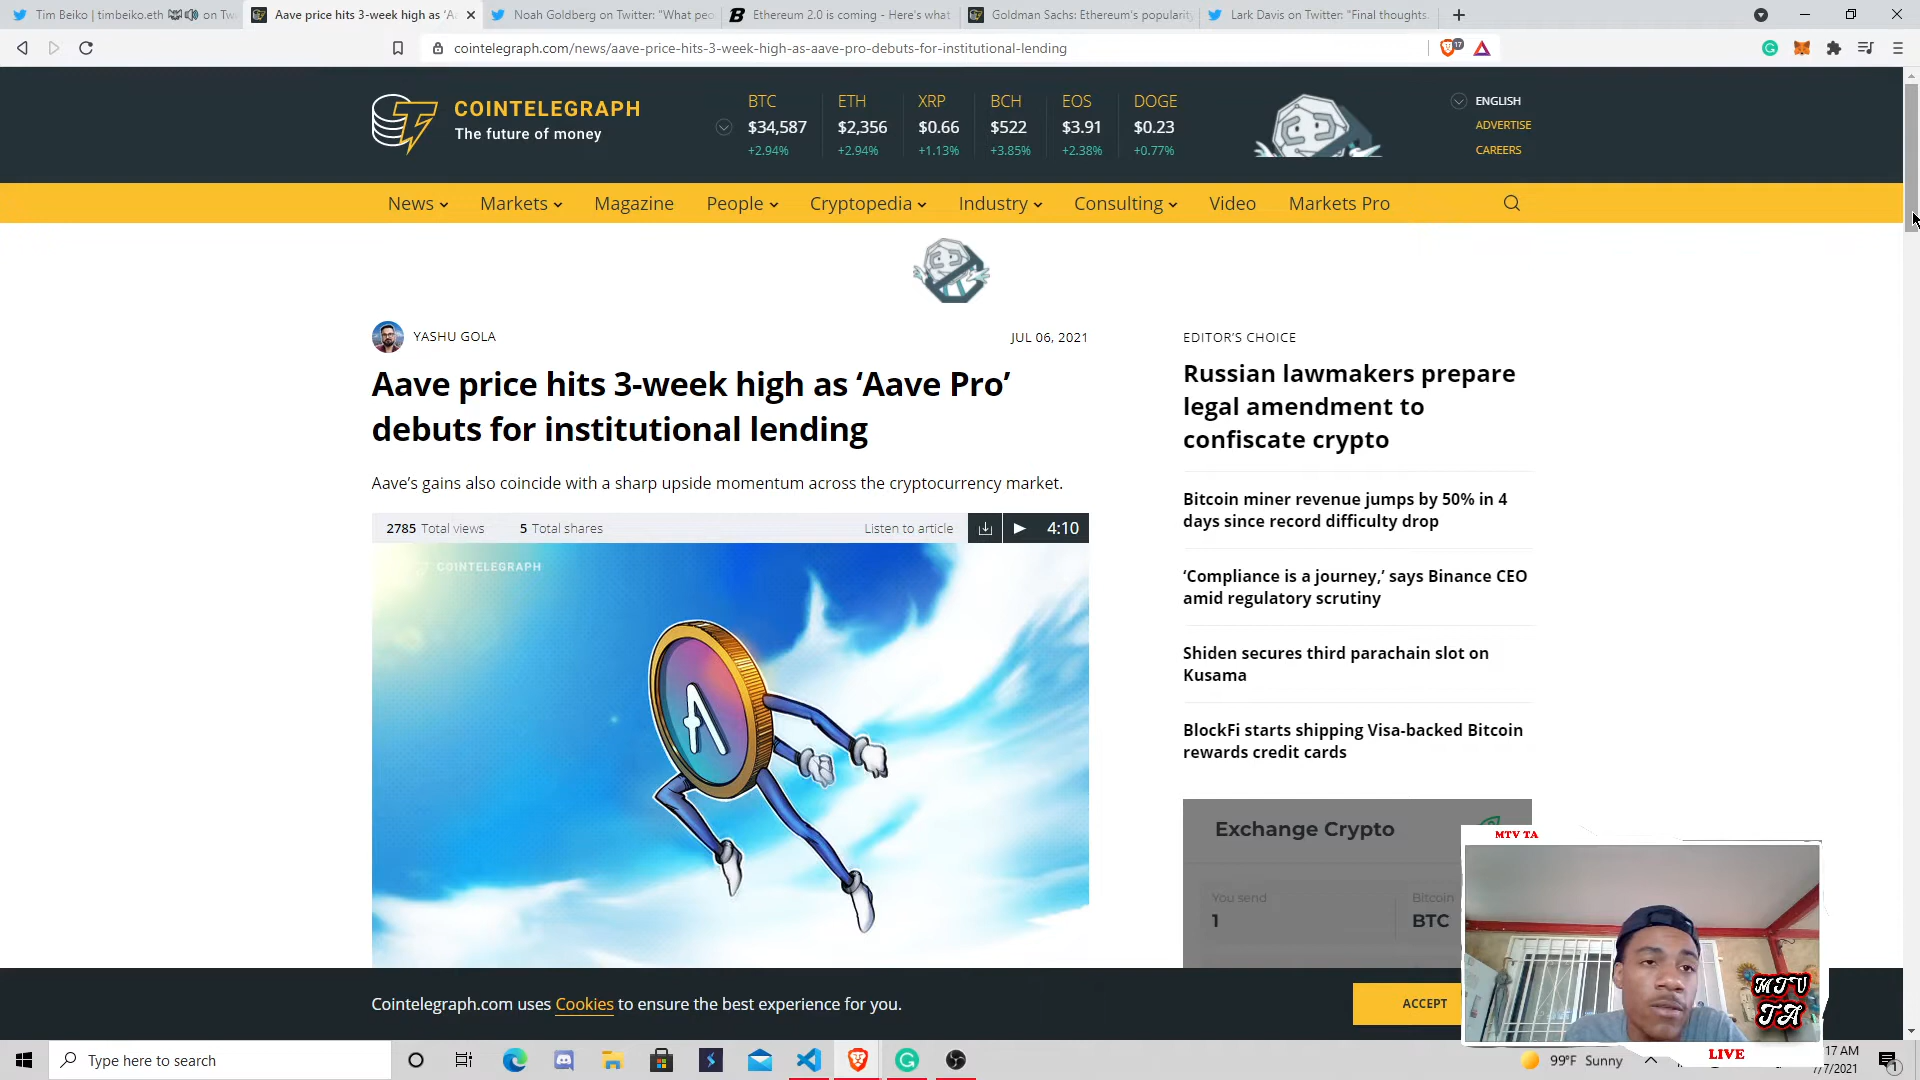 Tim Beiko | timbeiko.eth on Tw
Aave price hits 3-week high as 'A
Noah Goldberg on Twitter: "What peo
Ethereum 2.0 is coming - Here's what
Goldman Sachs: Ethereum's popularity
Lark Davis on Twitter: "Final thoughts.
cointelegraph.com/news/aave-price-hits-3-week-high-as-aave-pro-debuts-for-institutional-lending
17
COINTELEGRAPH
The future of money
BTC ETH XRP BCH EOS DOGE
$34,587 $2,356 $0.66 $522 $3.91 $0.23
+2.94% +2.94% +1.13% +3.85% +2.38% +0.77%
ENGLISH
ADVERTISE
CAREERS
News Markets Magazine People Cryptopedia Industry Consulting Video Markets Pro
YASHU GOLA
JUL 06, 2021
Aave price hits 3-week high as ‘Aave Pro’
debuts for institutional lending
Aave’s gains also coincide with a sharp upside momentum across the cryptocurrency market.
2785 Total views 5 Total shares Listen to article 4:10
COINTELEGRAPH
EDITOR’S CHOICE
Russian lawmakers prepare
legal amendment to
confiscate crypto
Bitcoin miner revenue jumps by 50% in 4
days since record difficulty drop
‘Compliance is a journey,’ says Binance CEO
amid regulatory scrutiny
Shiden secures third parachain slot on
Kusama
BlockFi starts shipping Visa-backed Bitcoin
rewards credit cards
Exchange Crypto
You send
1
Bitcoin
BTC
MTV TA
MTV
TA
LIVE
Cointelegraph.com uses Cookies to ensure the best experience for you.
ACCEPT
Type here to search
99°F Sunny
17 AM
7/7/2021
1